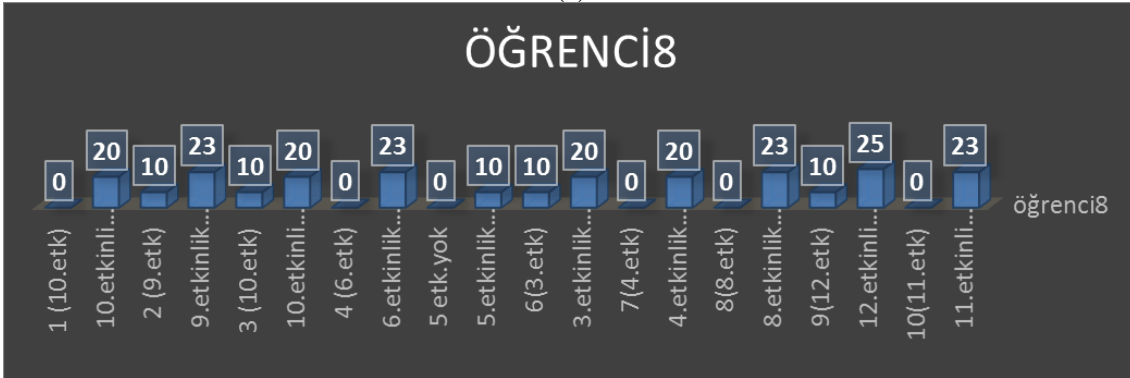 ÖĞRENCİ8
0
20
10
23
10
20
0
23
0
10
10
20
0
20
0
23
10
25
0
23
öğrenci8
1 (10.etk)
10.etkinli...
2 (9.etk)
9.etkinlik...
3 (10.etk)
10.etkinli...
4 (6.etk)
6.etkinlik...
5 etk.yok
5.etkinlik...
6(3.etk)
3.etkinlik...
7(4.etk)
4.etkinlik...
8(8.etk)
8.etkinlik...
9(12.etk)
12.etkinli...
10(11.etk)
11.etkinli...